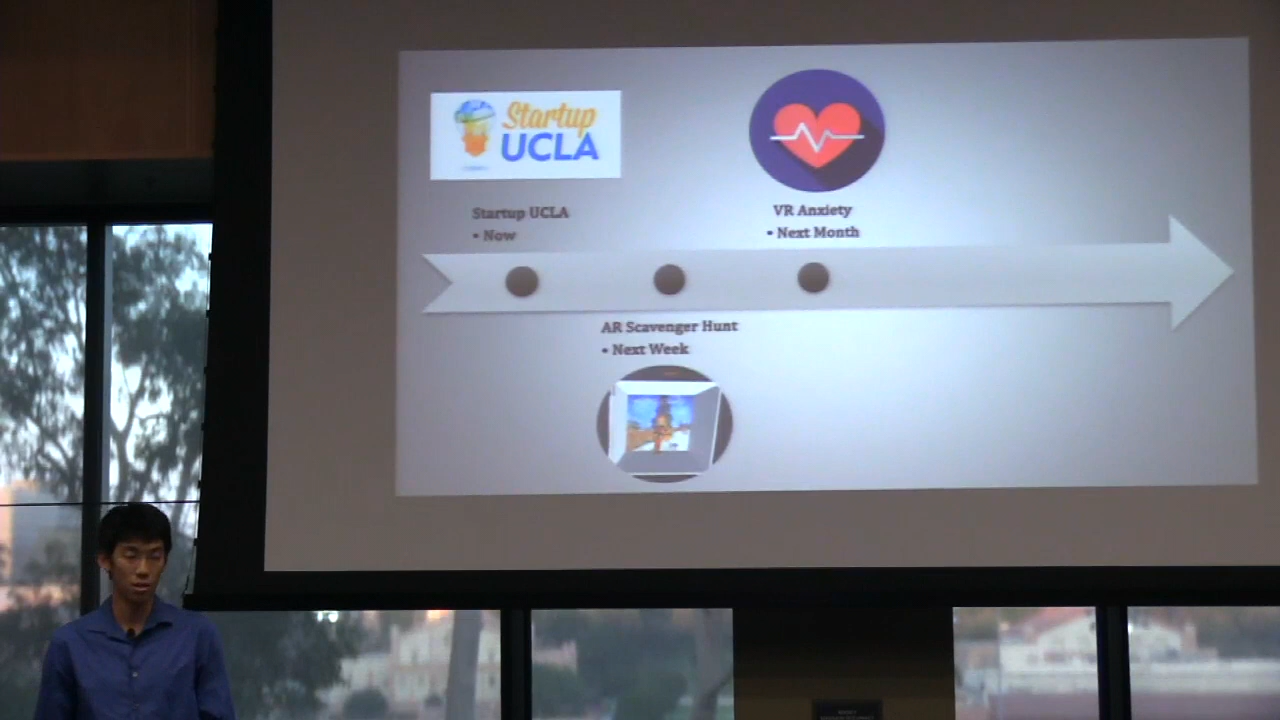 Startup
UCLA
Startup UCLA
• Now
VR Anxiety
• Next Month
AR Scavenger Hunt
• Next Week